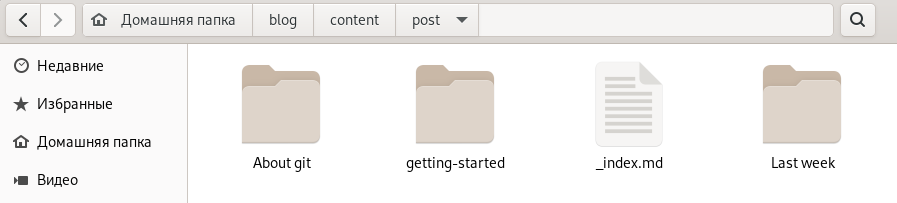 Домашняя папка blog content post
Недавние
Избранные
Домашняя папка
Видео
About git getting-started _index.md Last week